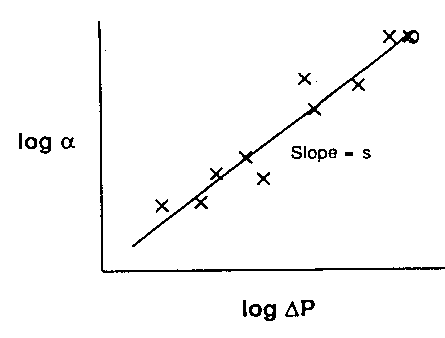 log α
Slope = s
log ΔP